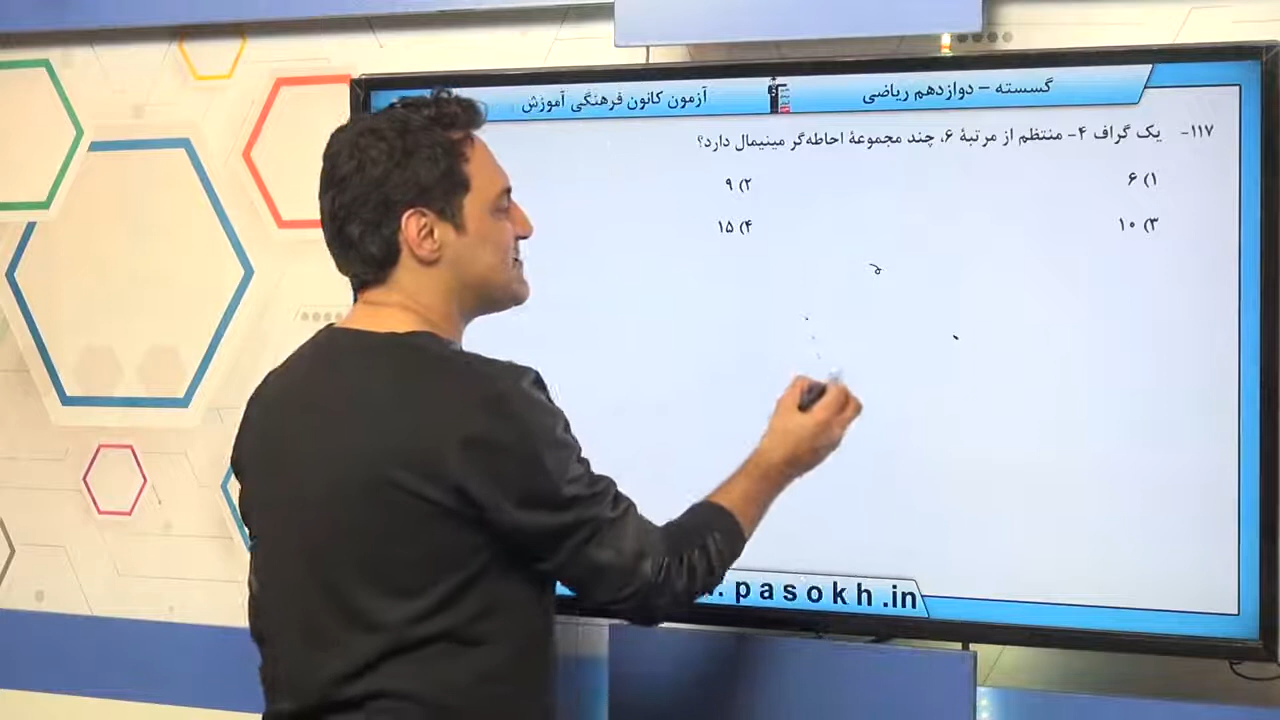 گسسته – دوازدهم ریاضی
آزمون کانون فرهنگی آموزش
۱۱۷- یک گراف ۴- منتظم از مرتبهٔ ۶، چند مجموعهٔ احاطه‌گر مینیمال دارد؟
۱) ۶
۲) ۹
۳) ۱۰
۴) ۱۵
pasokh.in